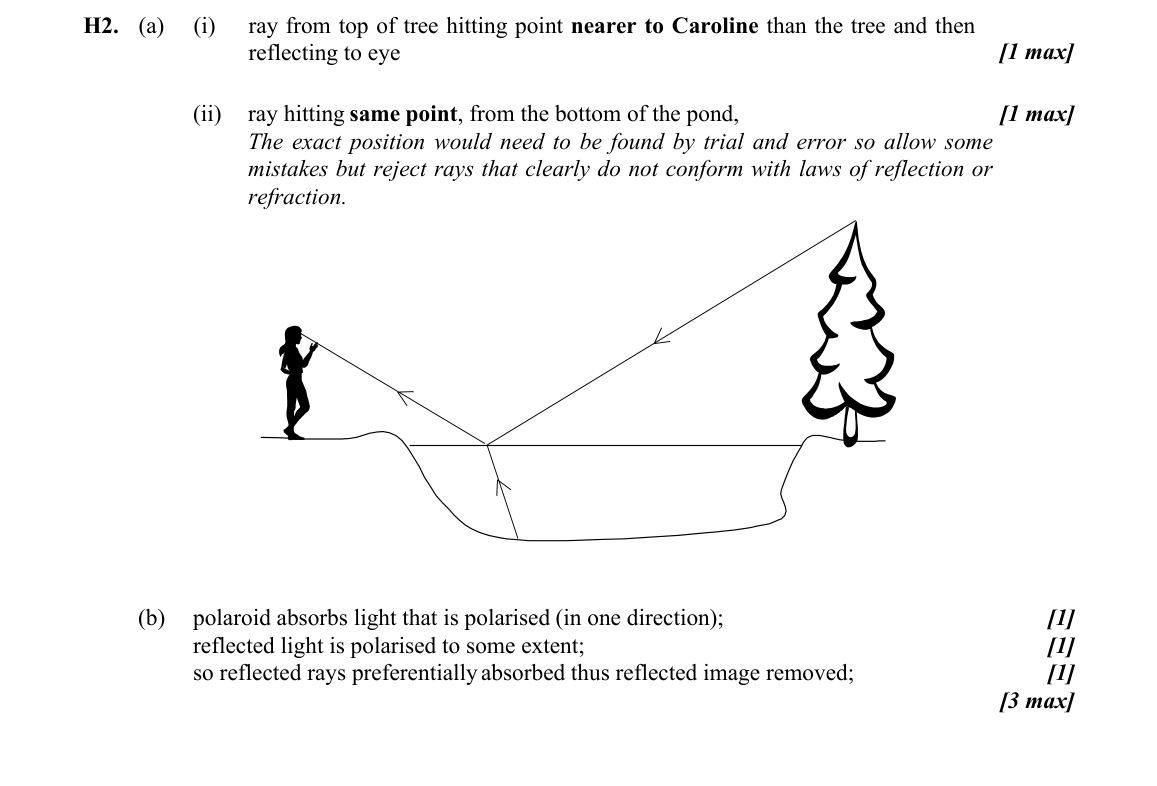 H2. (a) (i) ray from top of tree hitting point nearer to Caroline than the tree and then
reflecting to eye [1 max]
(ii) ray hitting same point, from the bottom of the pond, [1 max]
The exact position would need to be found by trial and error so allow some
mistakes but reject rays that clearly do not conform with laws of reflection or
refraction.
(b) polaroid absorbs light that is polarised (in one direction); [1]
reflected light is polarised to some extent; [1]
so reflected rays preferentially absorbed thus reflected image removed; [1]
[3 max]